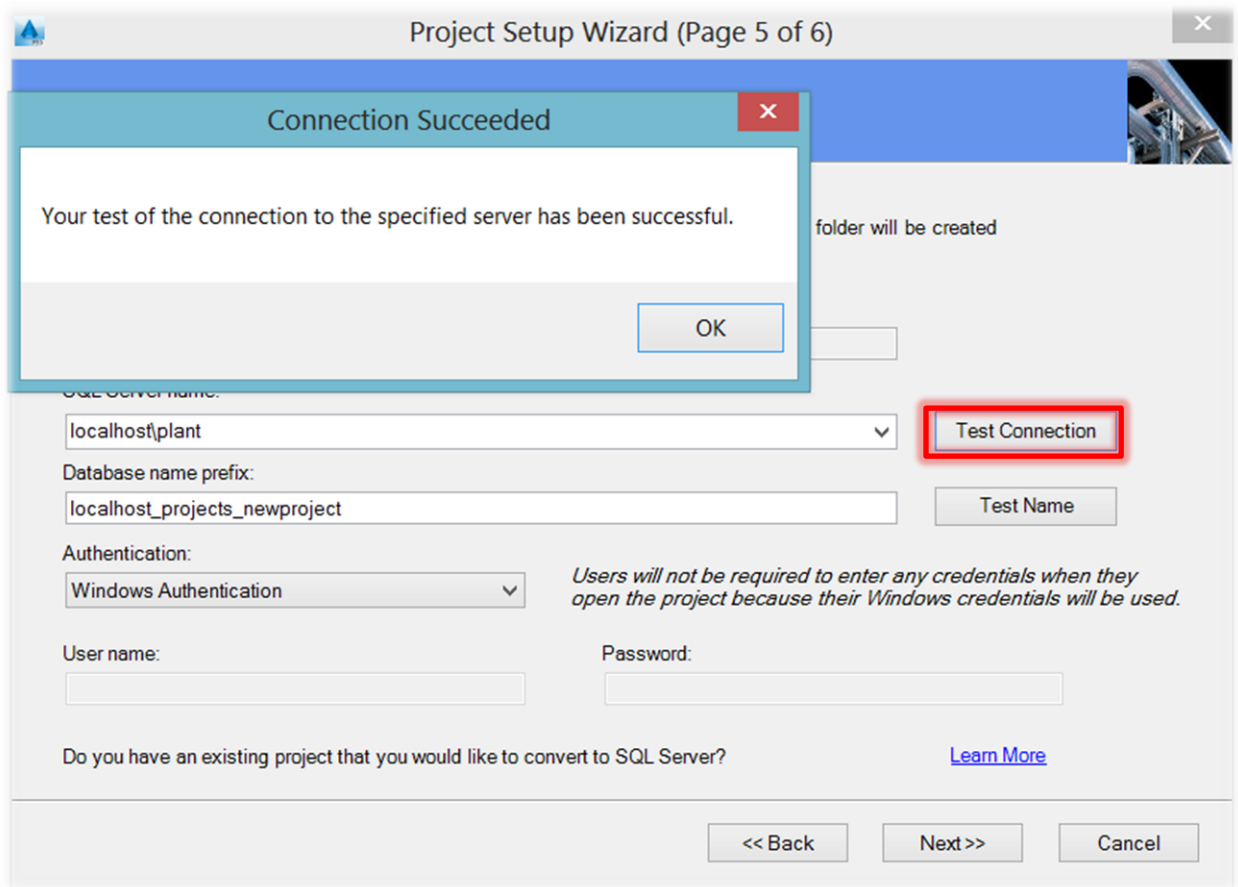 Project Setup Wizard (Page 5 of 6)
Connection Succeeded
Your test of the connection to the specified server has been successful.
OK
folder will be created
SQL Server name:
localhost\plant
Test Connection
Database name prefix:
localhost_projects_newproject
Test Name
Authentication:
Windows Authentication
Users will not be required to enter any credentials when they
open the project because their Windows credentials will be used.
User name:
Password:
Do you have an existing project that you would like to convert to SQL Server?
Learn More
<< Back
Next>>
Cancel